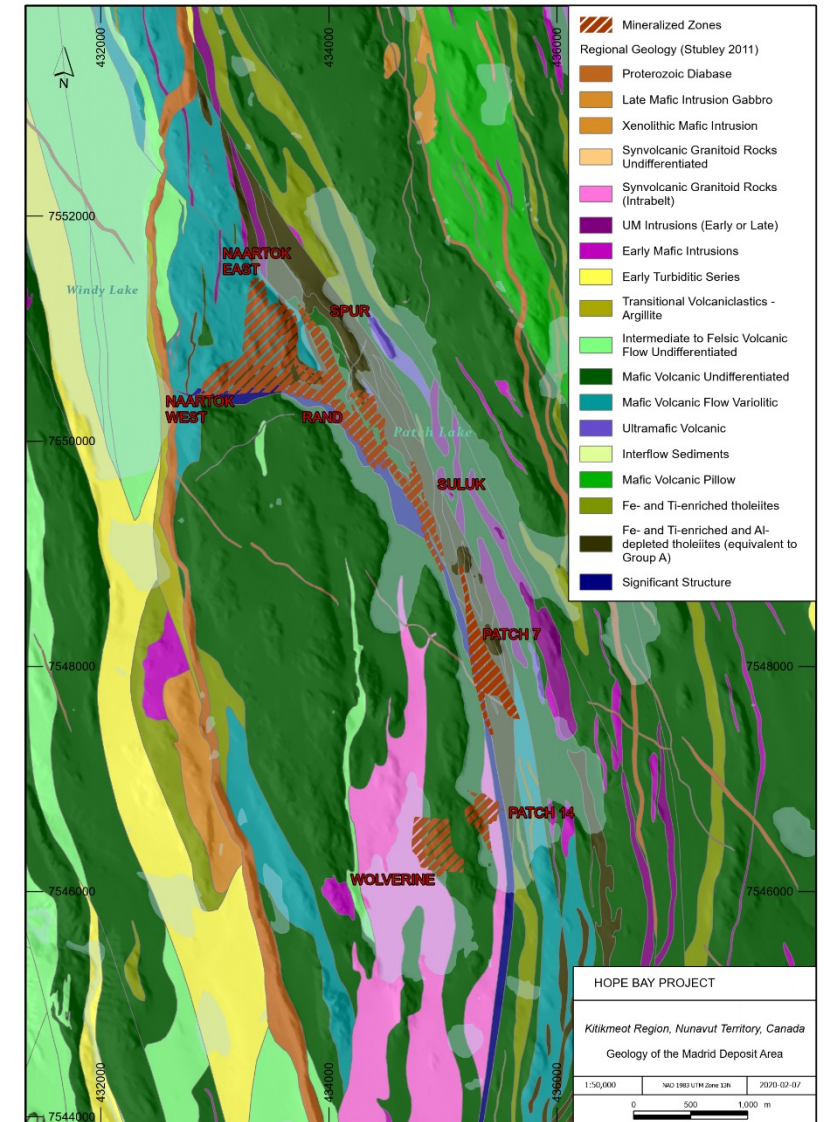 432000
434000
436000
N
7552000
7550000
7548000
7546000
7544000
7548000
7546000
432000
434000
436000
Windy Lake
Patch Lake
NAARTOK
EAST
SPUR
NAARTOK
WEST
RAND
SULUK
PATCH 7
PATCH 14
WOLVERINE
Mineralized Zones
Regional Geology (Stubley 2011)
Proterozoic Diabase
Late Mafic Intrusion Gabbro
Xenolithic Mafic Intrusion
Synvolcanic Granitoid Rocks
Undifferentiated
Synvolcanic Granitoid Rocks
(Intrabelt)
UM Intrusions (Early or Late)
Early Mafic Intrusions
Early Turbiditic Series
Transitional Volcaniclastics -
Argillite
Intermediate to Felsic Volcanic
Flow Undifferentiated
Mafic Volcanic Undifferentiated
Mafic Volcanic Flow Variolitic
Ultramafic Volcanic
Interflow Sediments
Mafic Volcanic Pillow
Fe- and Ti-enriched tholeiites
Fe- and Ti-enriched and Al-
depleted tholeiites (equivalent to
Group A)
Significant Structure
HOPE BAY PROJECT
Kitikmeot Region, Nunavut Territory, Canada
Geology of the Madrid Deposit Area
1:50,000 NAD 1983 UTM Zone 13N 2020-02-07
0 500 1,000 m